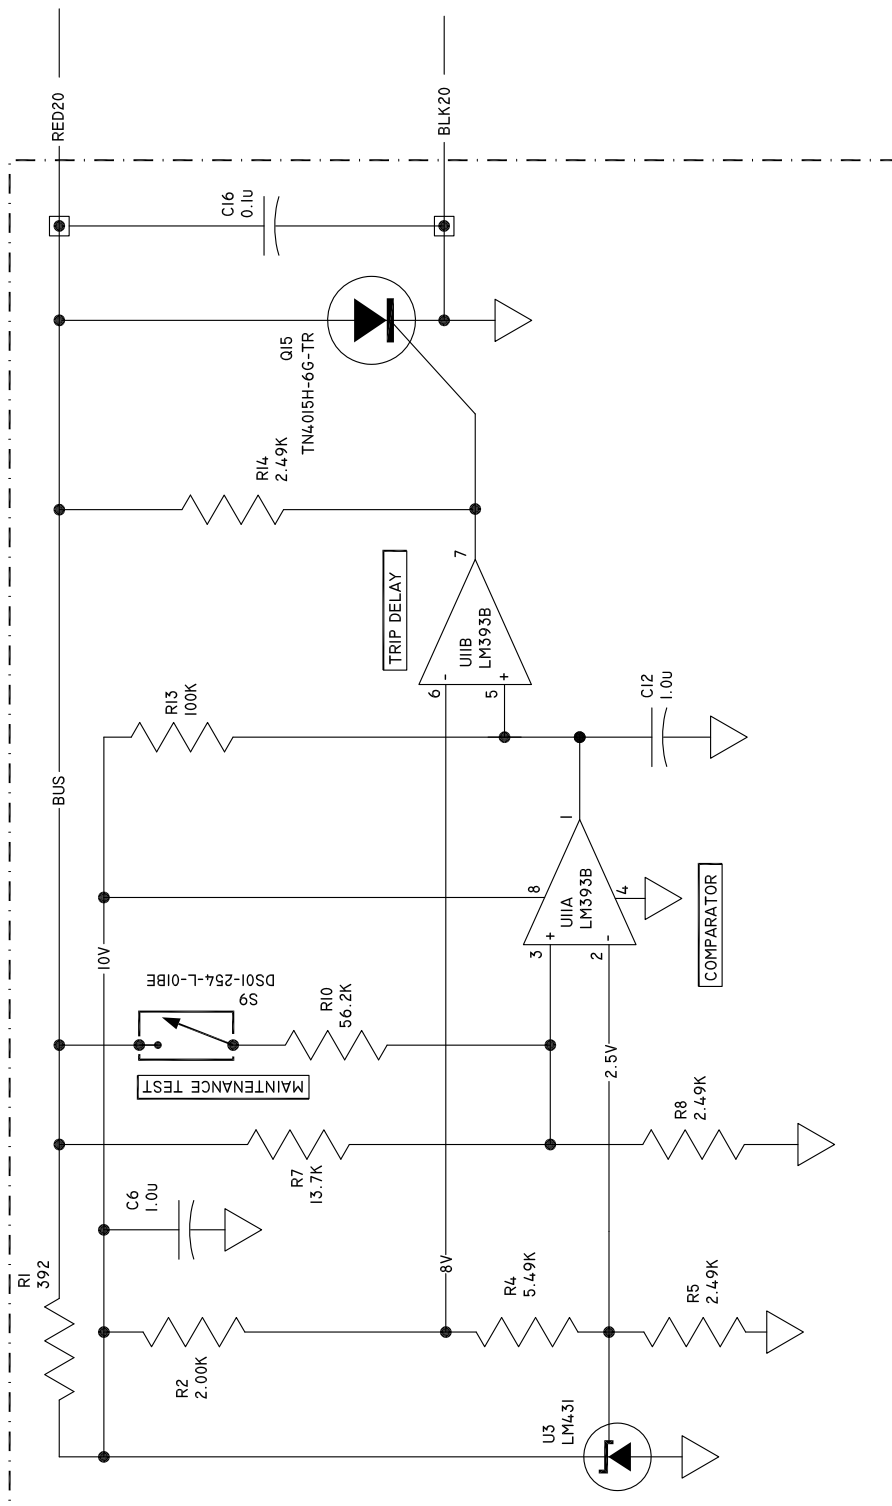 RED20
BLK20
C16
0.1U
Q15
TN4015H-6G-TR
R14
2.49K
TRIP DELAY
7
U11B
LM393B
6
-
5
+
R13
100K
C12
1.0U
BUS
1
8
U11A
LM393B
4
3
+
2
-
COMPARATOR
10V
S9
DS01-254-L-01BE
MAINTENANCE TEST
R10
56.2K
2.5V
R7
13.7K
R8
2.49K
C6
1.0U
R1
392
8V
R4
5.49K
R5
2.49K
R2
2.00K
U3
LM431